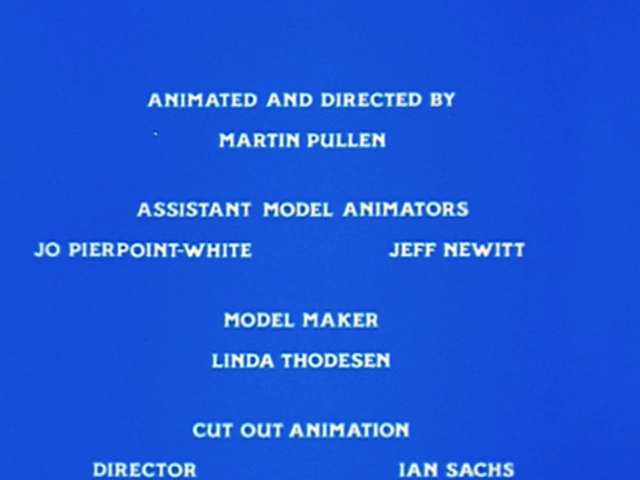 ANIMATED AND DIRECTED BY
MARTIN PULLEN
ASSISTANT MODEL ANIMATORS
JO PIERPOINT-WHITE JEFF NEWITT
MODEL MAKER
LINDA THODESEN
CUT OUT ANIMATION
DIRECTOR IAN SACHS